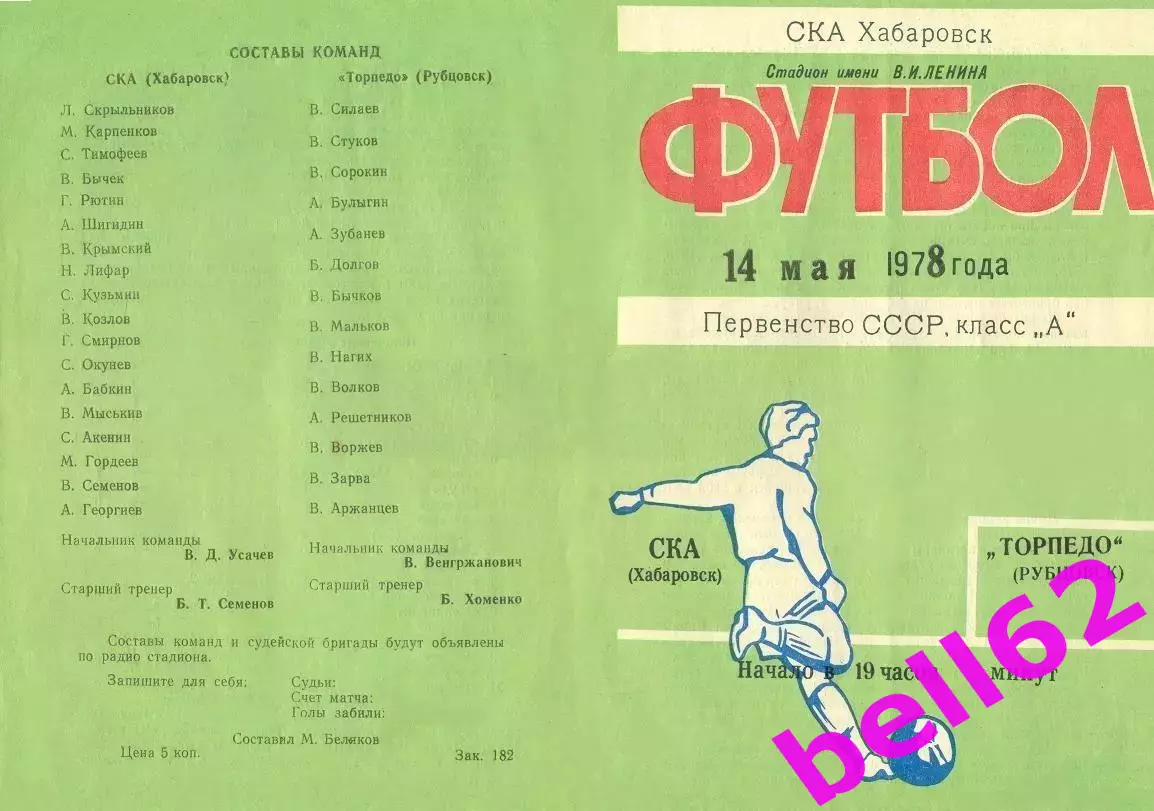 СОСТАВЫ КОМАНД
СКА (Хабаровск)
Л. Скрыльников
М. Карпенков
С. Тимофеев
В. Бычек
Г. Рютин
А. Шигидин
В. Крымский
Н. Лифар
С. Кузьмин
В. Козлов
Г. Смирнов
С. Окунев
А. Бабкин
В. Мыськив
С. Акенин
М. Гордеев
В. Семенов
А. Георгиев
Начальник команды
В. Д. Усачев
Старший тренер
Б. Т. Семенов
«Торпедо» (Рубцовск)
В. Силаев
В. Стуков
В. Сорокин
А. Булыгин
А. Зубанев
Б. Долгов
В. Бычков
В. Мальков
В. Нагих
В. Волков
А. Решетников
В. Воржев
В. Зарва
В. Аржанцев
Начальник команды
В. Венгржанович
Старший тренер
Б. Хоменко
Составы команд и судейской бригады будут объявлены
по радио стадиона.
Запишите для себя:
Судьи:
Счет матча:
Голы забили:
Составил М. Беляков
Цена 5 коп.
Зак. 182
СКА Хабаровск
Стадион имени В.И.ЛЕНИНА
ФУТБОЛ
14 мая 1978 года
Первенство СССР, класс „А“
СКА
(Хабаровск)
„ТОРПЕДО“
(РУБЦОВСК)
Начало в 19 часов минут
bell62